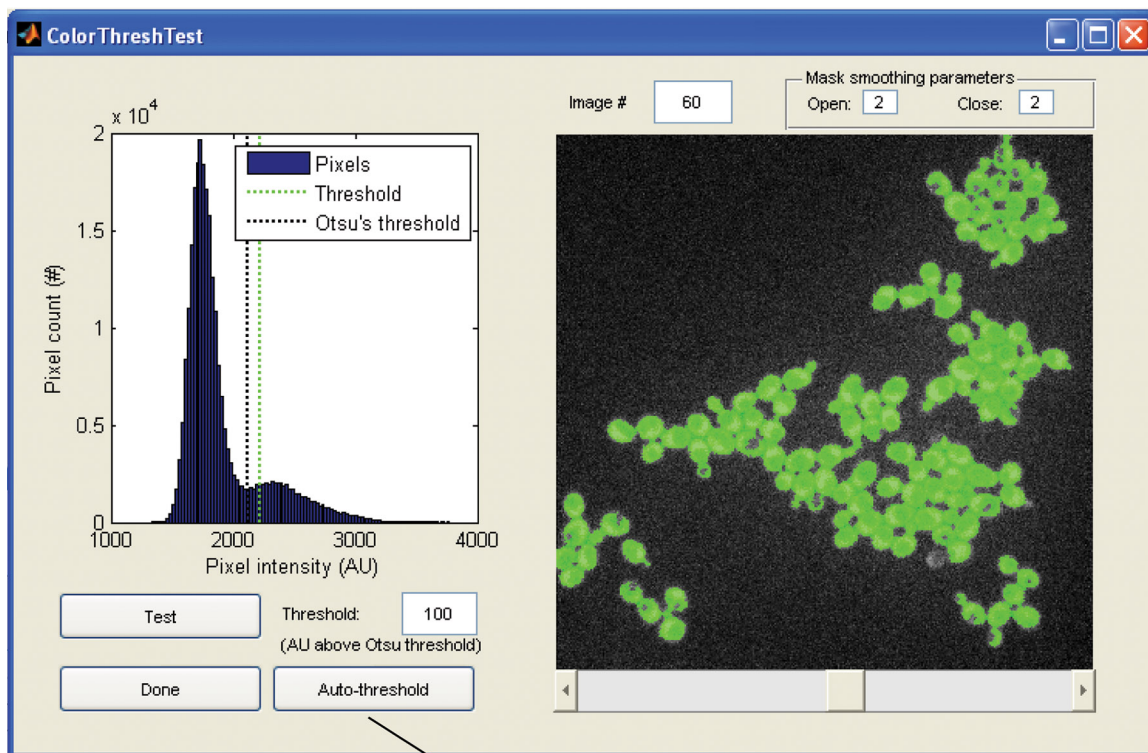 ColorThreshTest
Image # 60
Mask smoothing parameters
Open: 2 Close: 2
x 10^4
2
1.5
1
0.5
0
Pixel count (#)
Pixels
Threshold
Otsu's threshold
1000 2000 3000 4000
Pixel intensity (AU)
Test
Threshold: 100
(AU above Otsu threshold)
Done
Auto-threshold